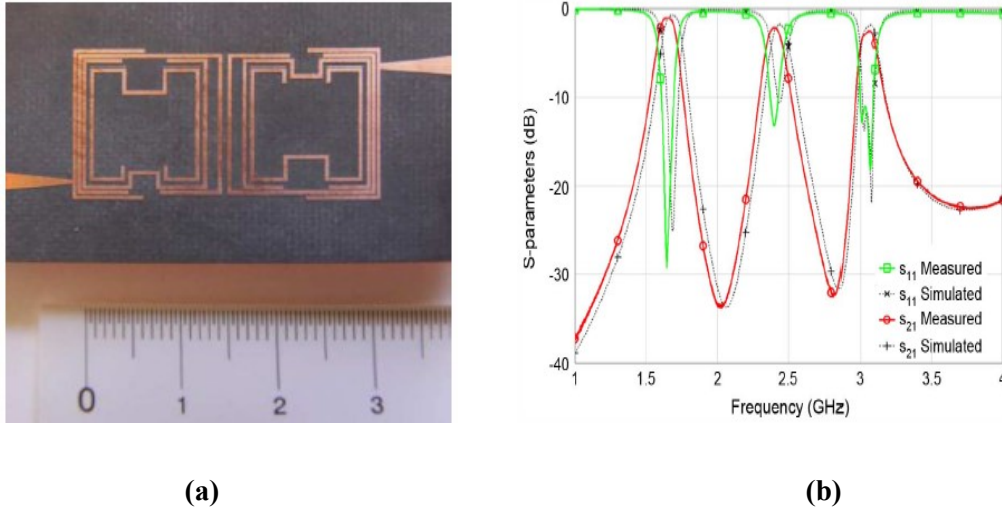 0 1 2 3
(a)
S-parameters (dB)
0
-10
-20
-30
-40
s11 Measured
s11 Simulated
s21 Measured
s21 Simulated
1 1.5 2 2.5 3 3.5 4
Frequency (GHz)
(b)